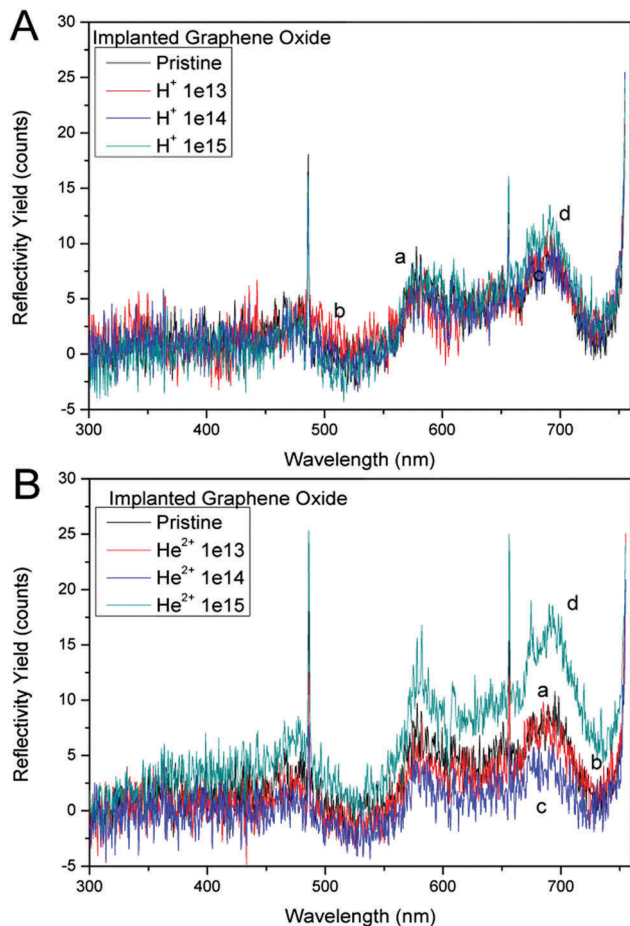 A
Implanted Graphene Oxide
Pristine
H⁺ 1e13
H⁺ 1e14
H⁺ 1e15
Reflectivity Yield (counts)
30
25
20
15
10
5
0
-5
a
b
c
d
300 400 500 600 700
Wavelength (nm)
B
Implanted Graphene Oxide
Pristine
He²⁺ 1e13
He²⁺ 1e14
He²⁺ 1e15
Reflectivity Yield (counts)
30
25
20
15
10
5
0
-5
d
a
b
c
300 400 500 600 700
Wavelength (nm)